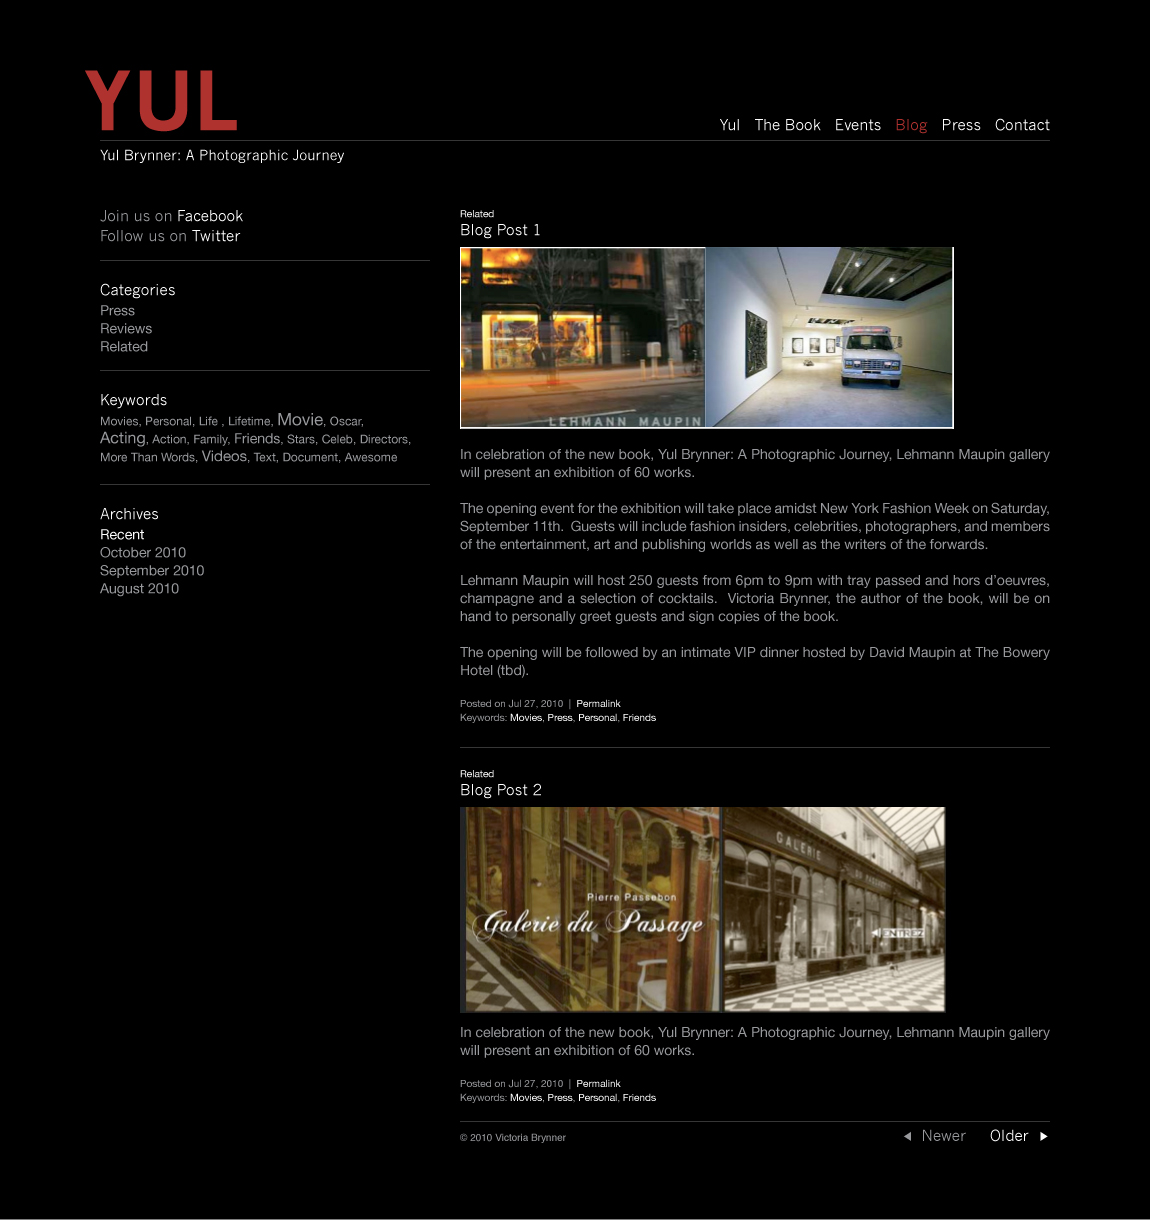 YUL
Yul The Book Events Blog Press Contact
Yul Brynner: A Photographic Journey
Join us on Facebook
Follow us on Twitter
Categories
Press
Reviews
Related
Keywords
Movies, Personal, Life , Lifetime, Movie, Oscar,
Acting, Action, Family, Friends, Stars, Celeb, Directors,
More Than Words, Videos, Text, Document, Awesome
Archives
Recent
October 2010
September 2010
August 2010
Related
Blog Post 1
LEHMANN MAUPIN
In celebration of the new book, Yul Brynner: A Photographic Journey, Lehmann Maupin gallery
will present an exhibition of 60 works.
The opening event for the exhibition will take place amidst New York Fashion Week on Saturday,
September 11th.  Guests will include fashion insiders, celebrities, photographers, and members
of the entertainment, art and publishing worlds as well as the writers of the forwards.
Lehmann Maupin will host 250 guests from 6pm to 9pm with tray passed and hors d’oeuvres,
champagne and a selection of cocktails.  Victoria Brynner, the author of the book, will be on
hand to personally greet guests and sign copies of the book.
The opening will be followed by an intimate VIP dinner hosted by David Maupin at The Bowery
Hotel (tbd).
Posted on Jul 27, 2010 | Permalink
Keywords: Movies, Press, Personal, Friends
Related
Blog Post 2
GALERIE
DU PASSAGE
Pierre Passebon
Galerie du Passage
ENTREZ
In celebration of the new book, Yul Brynner: A Photographic Journey, Lehmann Maupin gallery
will present an exhibition of 60 works.
Posted on Jul 27, 2010 | Permalink
Keywords: Movies, Press, Personal, Friends
© 2010 Victoria Brynner
Newer Older